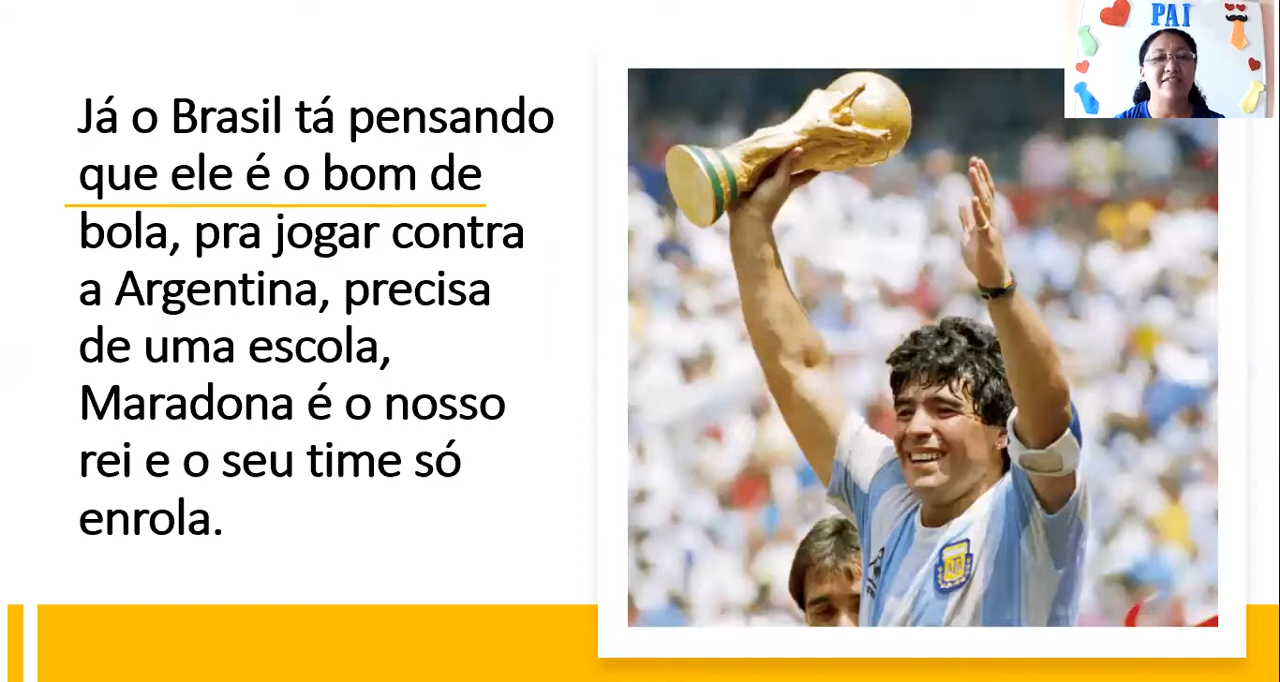 PAI
Já o Brasil tá pensando
que ele é o bom de
bola, pra jogar contra
a Argentina, precisa
de uma escola,
Maradona é o nosso
rei e o seu time só
enrola.